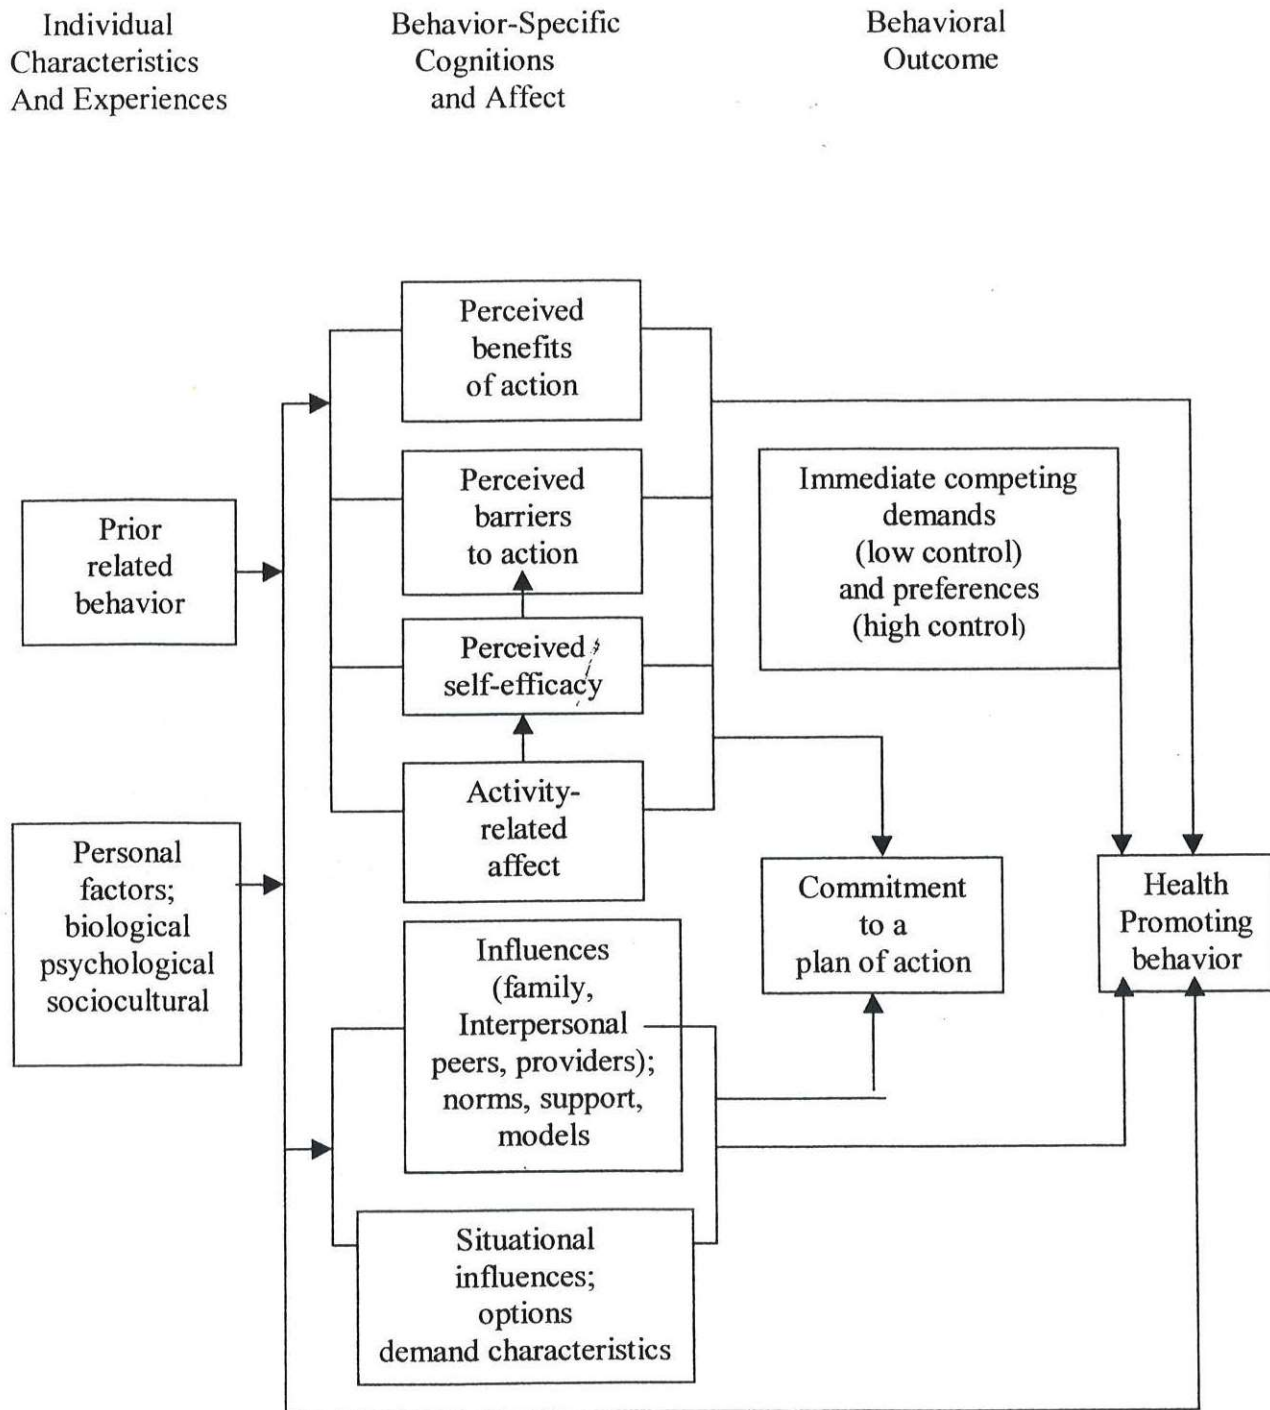 Individual
Characteristics
And Experiences
Behavior-Specific
Cognitions
and Affect
Behavioral
Outcome
Perceived
benefits
of action
Perceived
barriers
to action
Immediate competing
demands
(low control)
and preferences
(high control)
Prior
related
behavior
Perceived
self-efficacy
Activity-
related
affect
Personal
factors;
biological
psychological
sociocultural
Commitment
to a
plan of action
Health
Promoting
behavior
Influences
(family,
Interpersonal
peers, providers);
norms, support,
models
Situational
influences;
options
demand characteristics